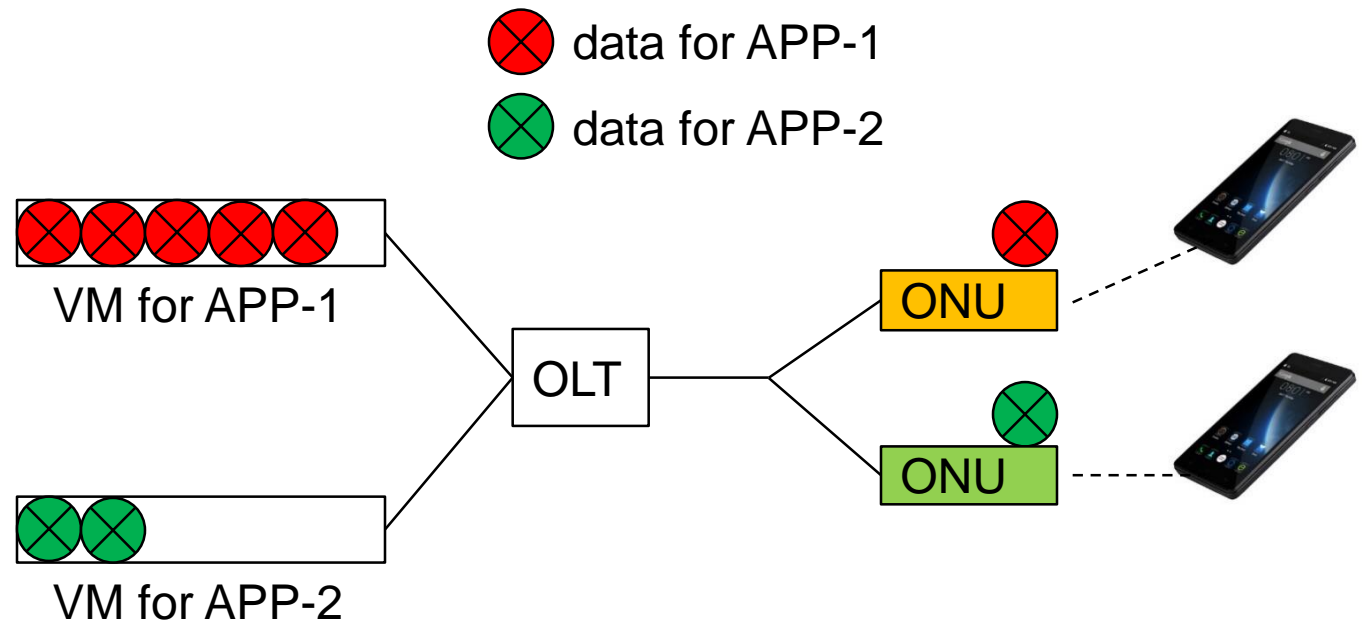 data for APP-1
data for APP-2
VM for APP-1
ONU
OLT
ONU
VM for APP-2